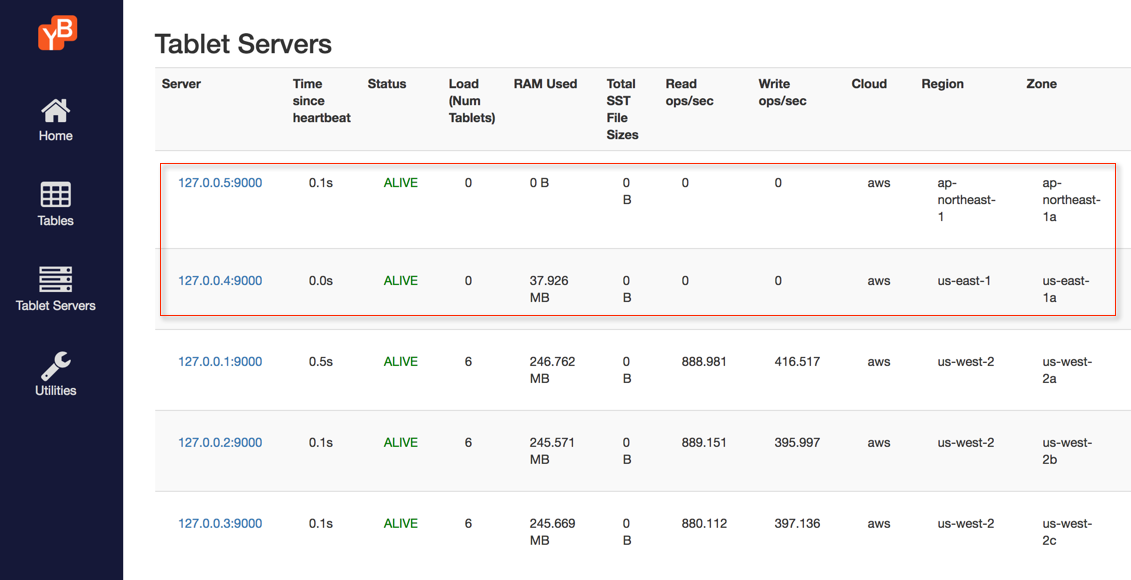 YB
Home
Tables
Tablet Servers
Utilities
Tablet Servers
Server Time since heartbeat Status Load (Num Tablets) RAM Used Total SST File Sizes Read ops/sec Write ops/sec Cloud Region Zone
127.0.0.5:9000 0.1s ALIVE 0 0 B 0 B 0 0 aws ap-northeast-1 ap-northeast-1a
127.0.0.4:9000 0.0s ALIVE 0 37.926 MB 0 B 0 0 aws us-east-1 us-east-1a
127.0.0.1:9000 0.5s ALIVE 6 246.762 MB 0 B 888.981 416.517 aws us-west-2 us-west-2a
127.0.0.2:9000 0.1s ALIVE 6 245.571 MB 0 B 889.151 395.997 aws us-west-2 us-west-2b
127.0.0.3:9000 0.1s ALIVE 6 245.669 MB 0 B 880.112 397.136 aws us-west-2 us-west-2c